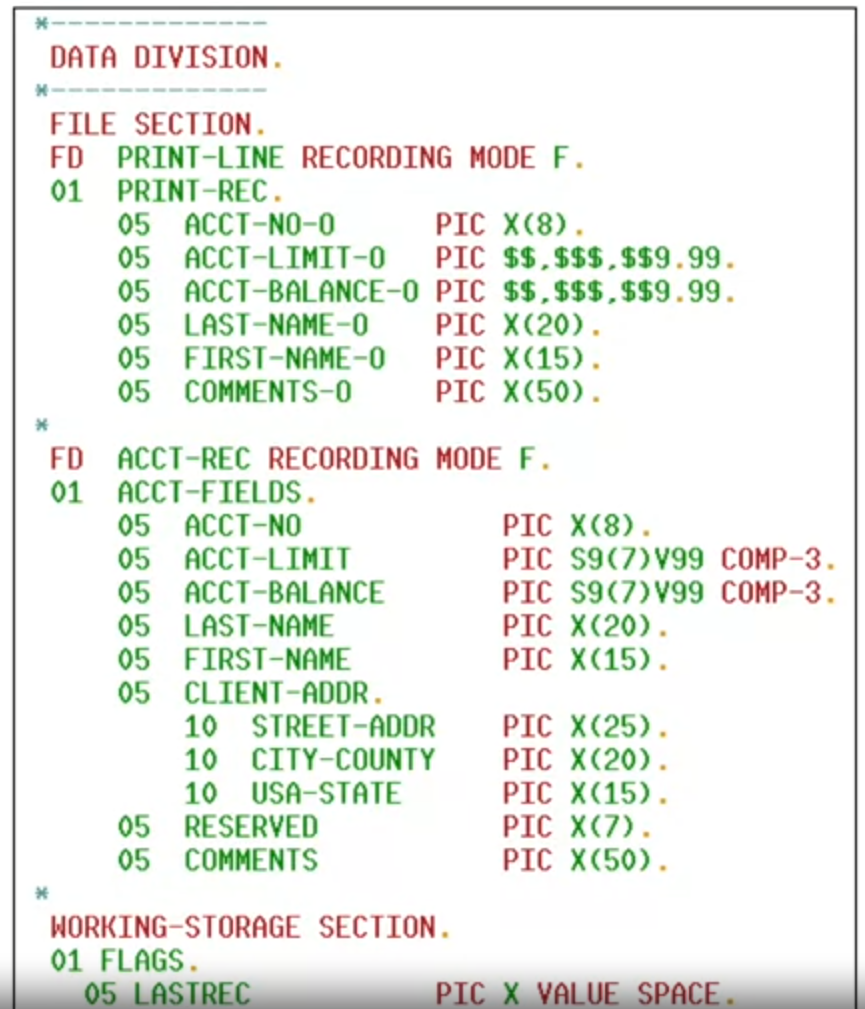 *-------------
DATA DIVISION.
*-------------
FILE SECTION.
FD  PRINT-LINE RECORDING MODE F.
01  PRINT-REC.
    05  ACCT-NO-O      PIC X(8).
    05  ACCT-LIMIT-O   PIC $$,$$$,$$9.99.
    05  ACCT-BALANCE-O PIC $$,$$$,$$9.99.
    05  LAST-NAME-O    PIC X(20).
    05  FIRST-NAME-O   PIC X(15).
    05  COMMENTS-O     PIC X(50).
*
FD  ACCT-REC RECORDING MODE F.
01  ACCT-FIELDS.
    05  ACCT-NO            PIC X(8).
    05  ACCT-LIMIT         PIC S9(7)V99 COMP-3.
    05  ACCT-BALANCE       PIC S9(7)V99 COMP-3.
    05  LAST-NAME          PIC X(20).
    05  FIRST-NAME         PIC X(15).
    05  CLIENT-ADDR.
        10  STREET-ADDR    PIC X(25).
        10  CITY-COUNTY    PIC X(20).
        10  USA-STATE      PIC X(15).
    05  RESERVED           PIC X(7).
    05  COMMENTS           PIC X(50).
*
WORKING-STORAGE SECTION.
01 FLAGS.
  05 LASTREC           PIC X VALUE SPACE.